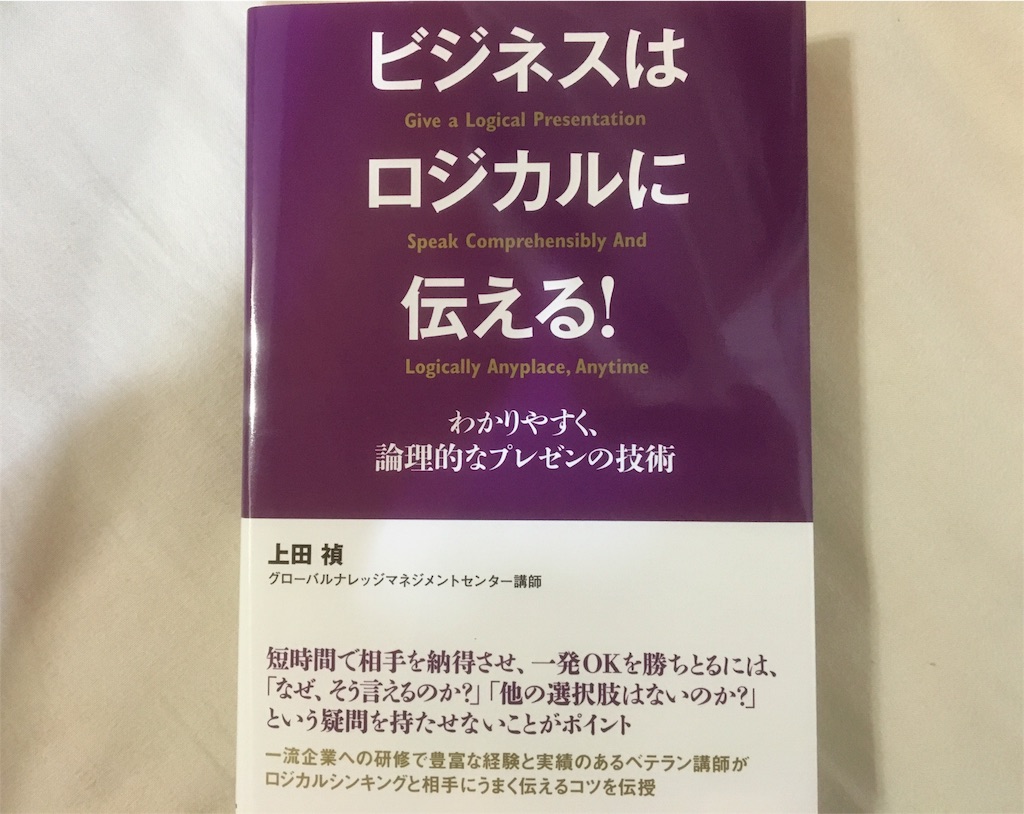 ビジネスは
Give a Logical Presentation
ロジカルに
Speak Comprehensibly And
伝える!
Logically Anyplace, Anytime
わかりやすく、
論理的なプレゼンの技術
上田 禎
グローバルナレッジマネジメントセンター講師
短時間で相手を納得させ、一発OKを勝ちとるには、
「なぜ、そう言えるのか?」「他の選択肢はないのか?」
という疑問を持たせないことがポイント
一流企業への研修で豊富な経験と実績のあるベテラン講師が
ロジカルシンキングと相手にうまく伝えるコツを伝授